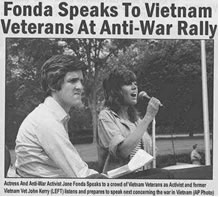 Fonda Speaks To Vietnam
Veterans At Anti-War Rally
Actress And Anti-War Activist Jane Fonda Speaks to a crowd of Vietnam Veterans as Activist and former
Vietnam Vet John Kerry (LEFT) listens and prepares to speak next concerning the war in Vietnam (AP Photo)